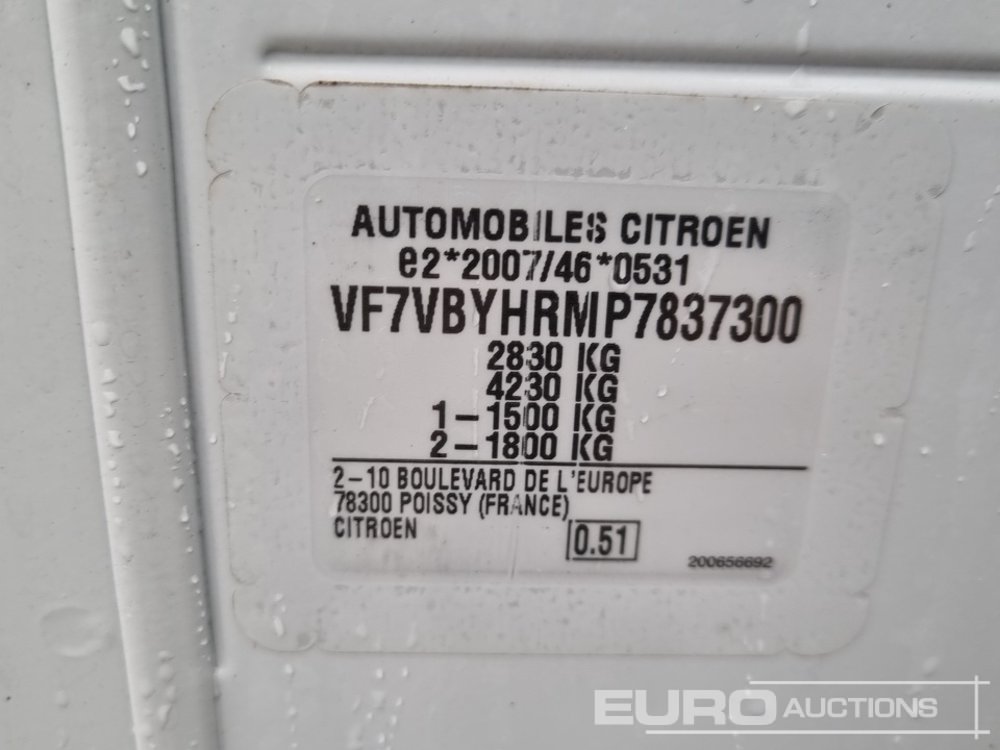 AUTOMOBILES CITROEN
e2*2007/46*0531
VF7VBYHRMP7837300
2830 KG
4230 KG
1-1500 KG
2-1800 KG
2-10 BOULEVARD DE L'EUROPE
78300 POISSY (FRANCE)
CITROEN 0.51
200656692
EURO AUCTIONS